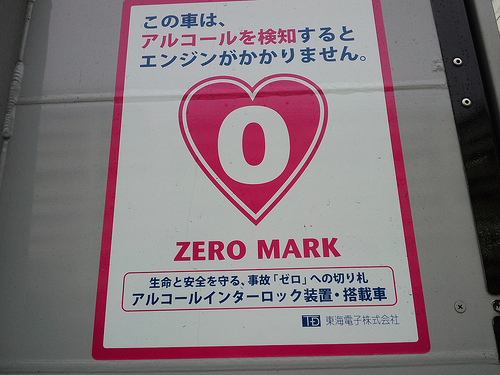 この車は、
アルコールを検知すると
エンジンがかかりません。
0
ZERO MARK
生命と安全を守る、事故「ゼロ」への切り札
アルコールインターロック装置・搭載車
東海電子株式会社